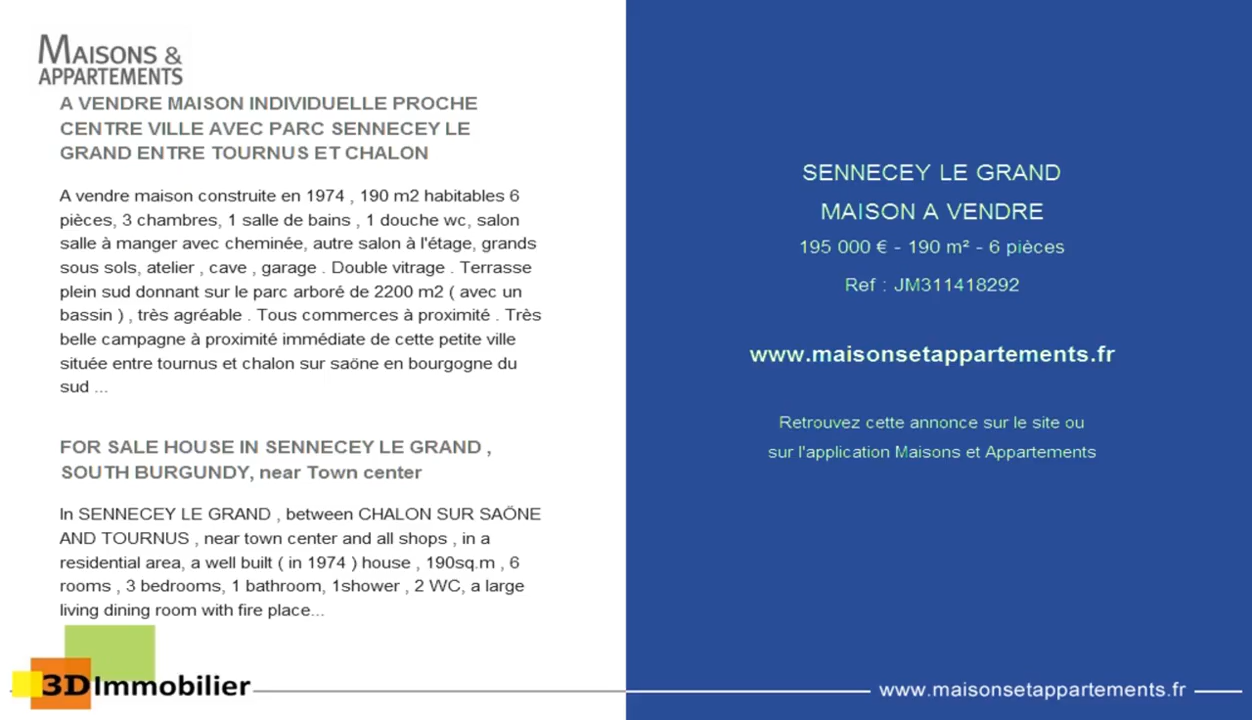 MAISONS &
APPARTEMENTS
A VENDRE MAISON INDIVIDUELLE PROCHE
CENTRE VILLE AVEC PARC SENNECEY LE
GRAND ENTRE TOURNUS ET CHALON
A vendre maison construite en 1974 , 190 m2 habitables 6
pièces, 3 chambres, 1 salle de bains , 1 douche wc, salon
salle à manger avec cheminée, autre salon à l'étage, grands
sous sols, atelier , cave , garage . Double vitrage . Terrasse
plein sud donnant sur le parc arboré de 2200 m2 ( avec un
bassin ) , très agréable . Tous commerces à proximité . Très
belle campagne à proximité immédiate de cette petite ville
située entre tournus et chalon sur saöne en bourgogne du
sud ...
FOR SALE HOUSE IN SENNECEY LE GRAND ,
SOUTH BURGUNDY, near Town center
In SENNECEY LE GRAND , between CHALON SUR SAÖNE
AND TOURNUS , near town center and all shops , in a
residential area, a well built ( in 1974 ) house , 190sq.m , 6
rooms , 3 bedrooms, 1 bathroom, 1shower , 2 WC, a large
living dining room with fire place...
3D Immobilier
SENNECEY LE GRAND
MAISON A VENDRE
195 000 € - 190 m² - 6 pièces
Ref : JM311418292
www.maisonsetappartements.fr
Retrouvez cette annonce sur le site ou
sur l'application Maisons et Appartements
www.maisonsetappartements.fr